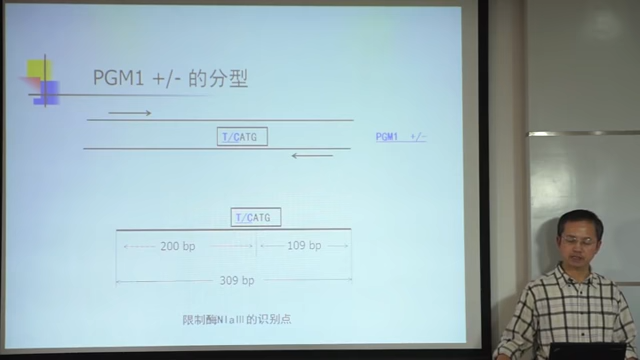 PGM1 +/- 的分型
T/CATG
PGM1 +/-
T/CATG
200 bp
109 bp
309 bp
限制酶NlaⅢ的识别点